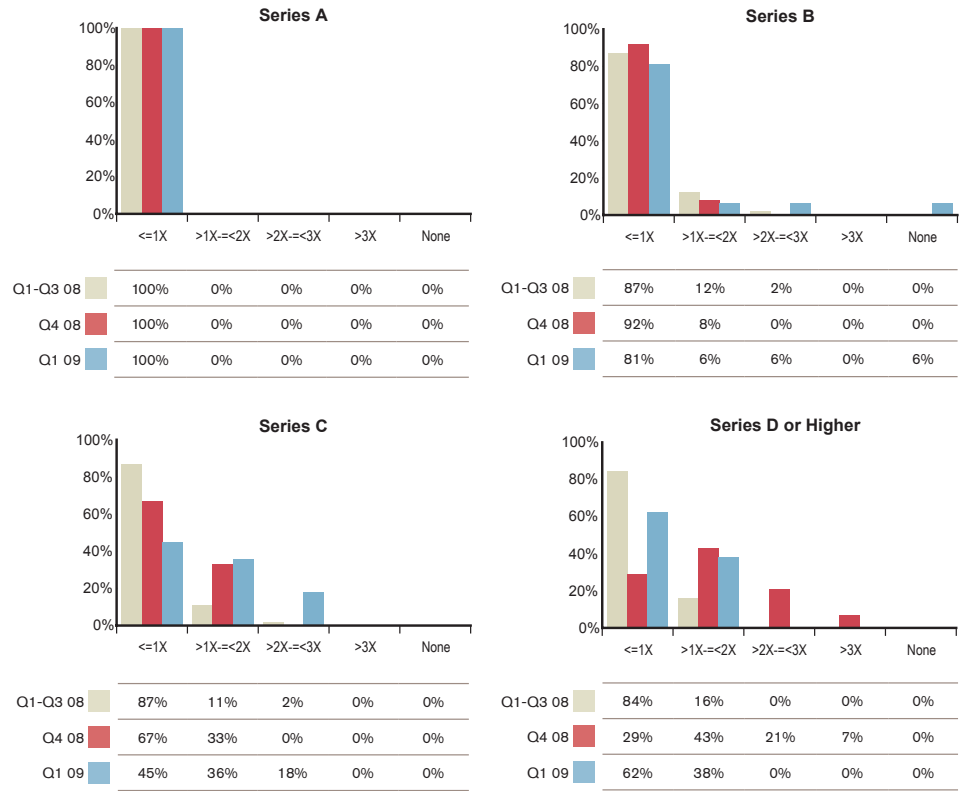 Series A
100%
80%
60%
40%
20%
0%
<=1X >1X-=<2X >2X-=<3X >3X None
Q1-Q3 08 100% 0% 0% 0% 0%
Q4 08 100% 0% 0% 0% 0%
Q1 09 100% 0% 0% 0% 0%
Series B
100%
80%
60%
40%
20%
0%
<=1X >1X-=<2X >2X-=<3X >3X None
Q1-Q3 08 87% 12% 2% 0% 0%
Q4 08 92% 8% 0% 0% 0%
Q1 09 81% 6% 6% 0% 6%
Series C
100%
80%
60%
40%
20%
0%
<=1X >1X-=<2X >2X-=<3X >3X None
Q1-Q3 08 87% 11% 2% 0% 0%
Q4 08 67% 33% 0% 0% 0%
Q1 09 45% 36% 18% 0% 0%
Series D or Higher
100%
80%
60%
40%
20%
0%
<=1X >1X-=<2X >2X-=<3X >3X None
Q1-Q3 08 84% 16% 0% 0% 0%
Q4 08 29% 43% 21% 7% 0%
Q1 09 62% 38% 0% 0% 0%